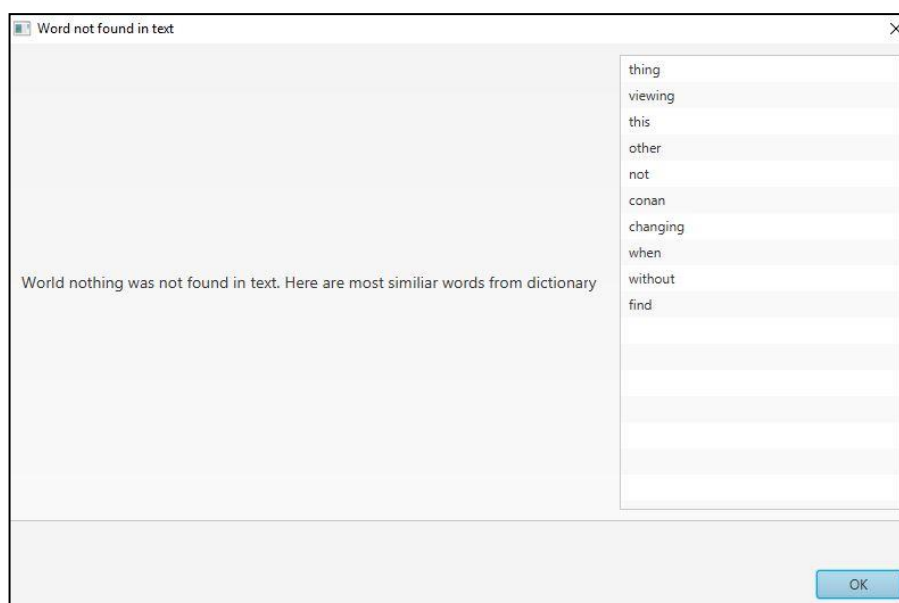 Word not found in text
World nothing was not found in text. Here are most similiar words from dictionary
thing
viewing
this
other
not
conan
changing
when
without
find
OK